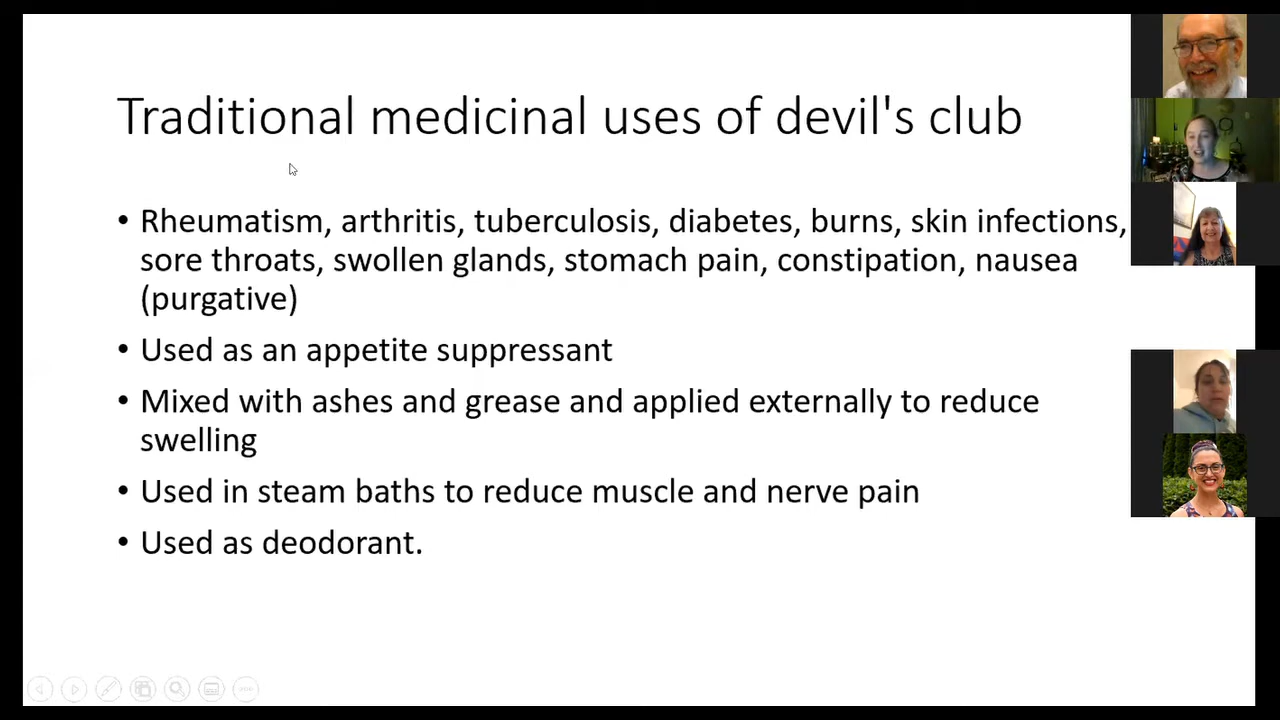 Traditional medicinal uses of devil's club
• Rheumatism, arthritis, tuberculosis, diabetes, burns, skin infections,
sore throats, swollen glands, stomach pain, constipation, nausea
(purgative)
• Used as an appetite suppressant
• Mixed with ashes and grease and applied externally to reduce
swelling
• Used in steam baths to reduce muscle and nerve pain
• Used as deodorant.